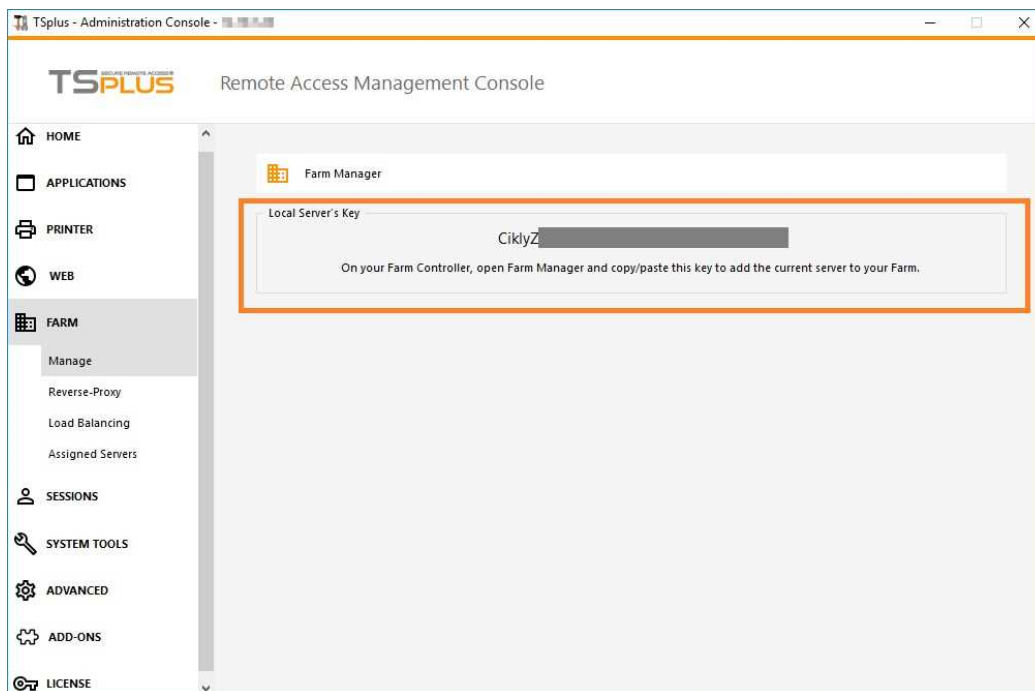 TSplus - Administration Console -
SECURE REMOTE ACCESS
TSPLUS
Remote Access Management Console
HOME
APPLICATIONS
PRINTER
WEB
FARM
Manage
Reverse-Proxy
Load Balancing
Assigned Servers
SESSIONS
SYSTEM TOOLS
ADVANCED
ADD-ONS
LICENSE
Farm Manager
Local Server's Key
CiklyZ
On your Farm Controller, open Farm Manager and copy/paste this key to add the current server to your Farm.